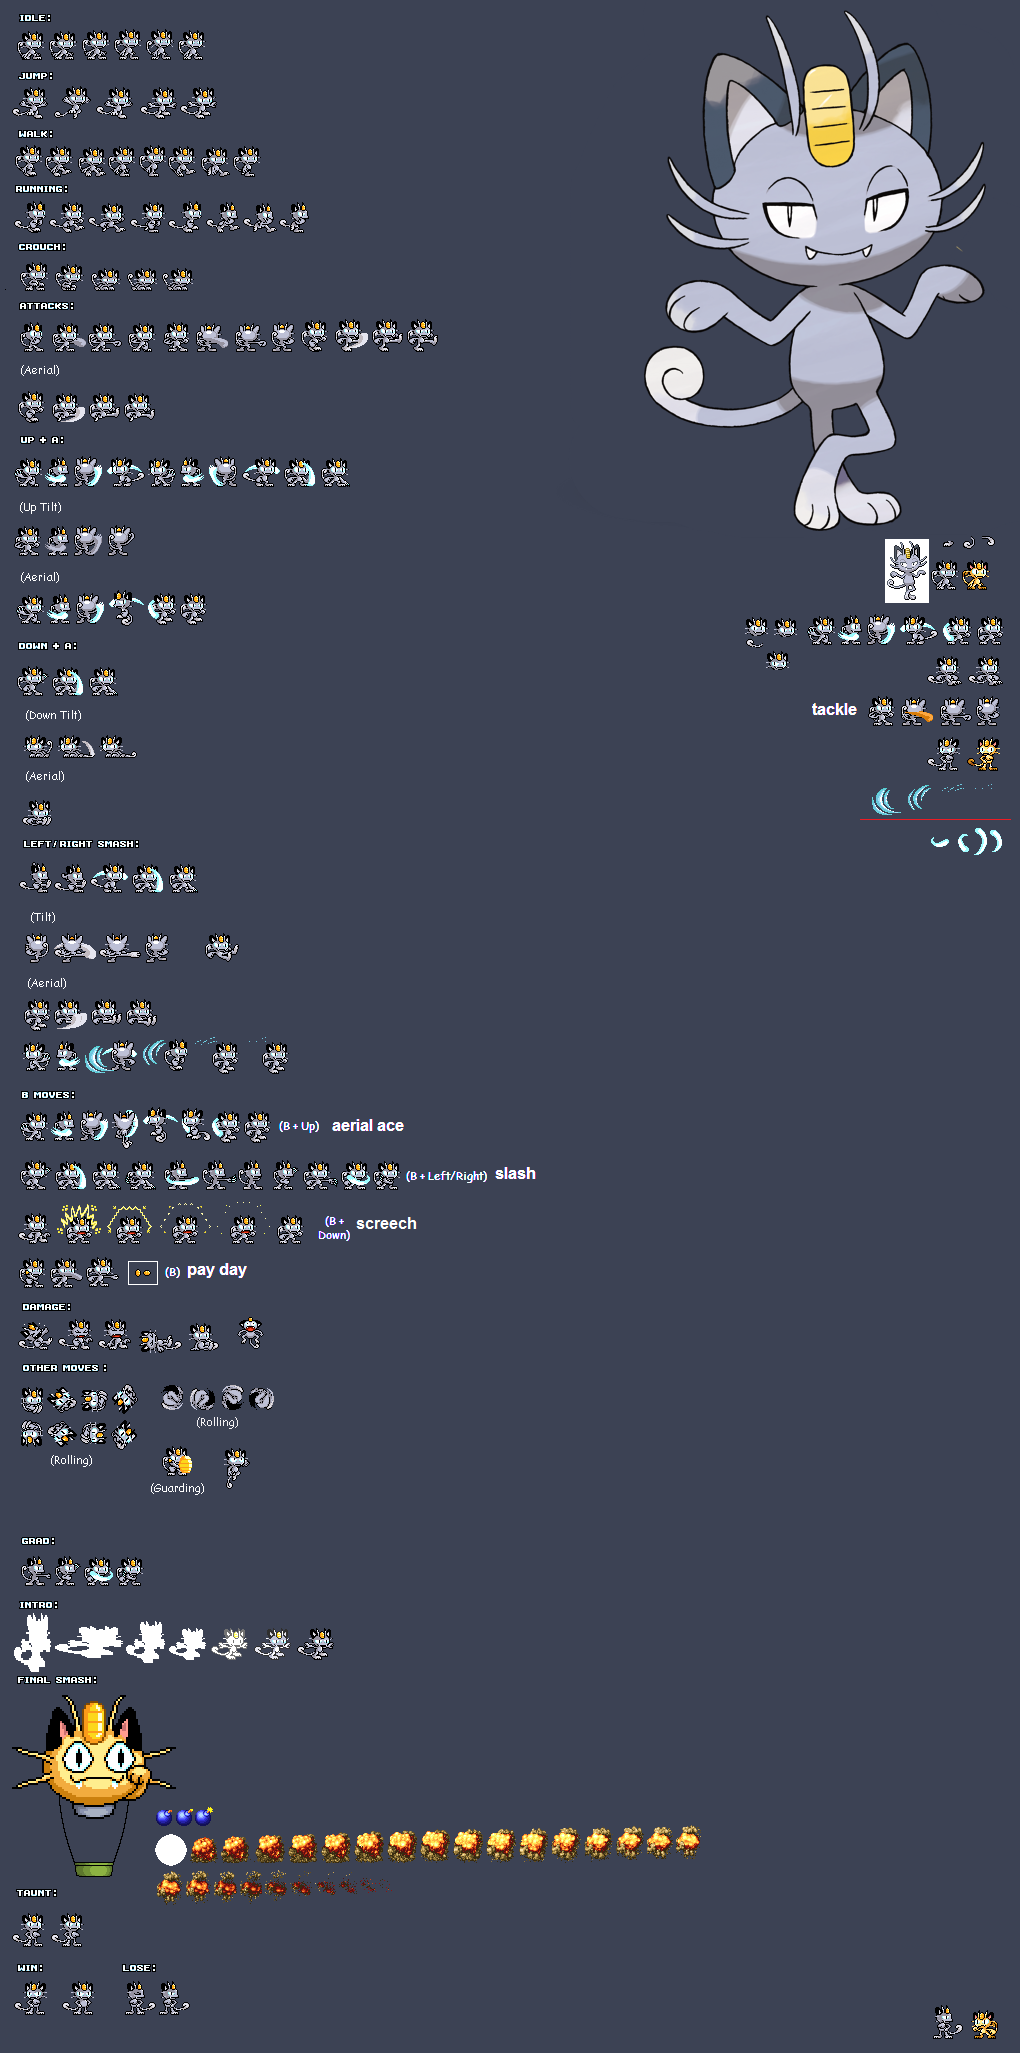 IDLE:
JUMP:
WALK:
RUNNING:
CROUCH:
ATTACKS:
(Aerial)
UP + A:
(Up Tilt)
(Aerial)
DOWN + A:
(Down Tilt)
tackle
(Aerial)
LEFT/RIGHT SMASH:
(Tilt)
(Aerial)
B MOVES:
(B + Up) aerial ace
(B + Left/Right) slash
(B + Down) screech
(B) pay day
DAMAGE:
OTHER MOVES :
(Rolling)
(Rolling)
(Guarding)
GRAD:
INTRO:
FINAL SMASH:
TAUNT:
WIN:
LOSE: